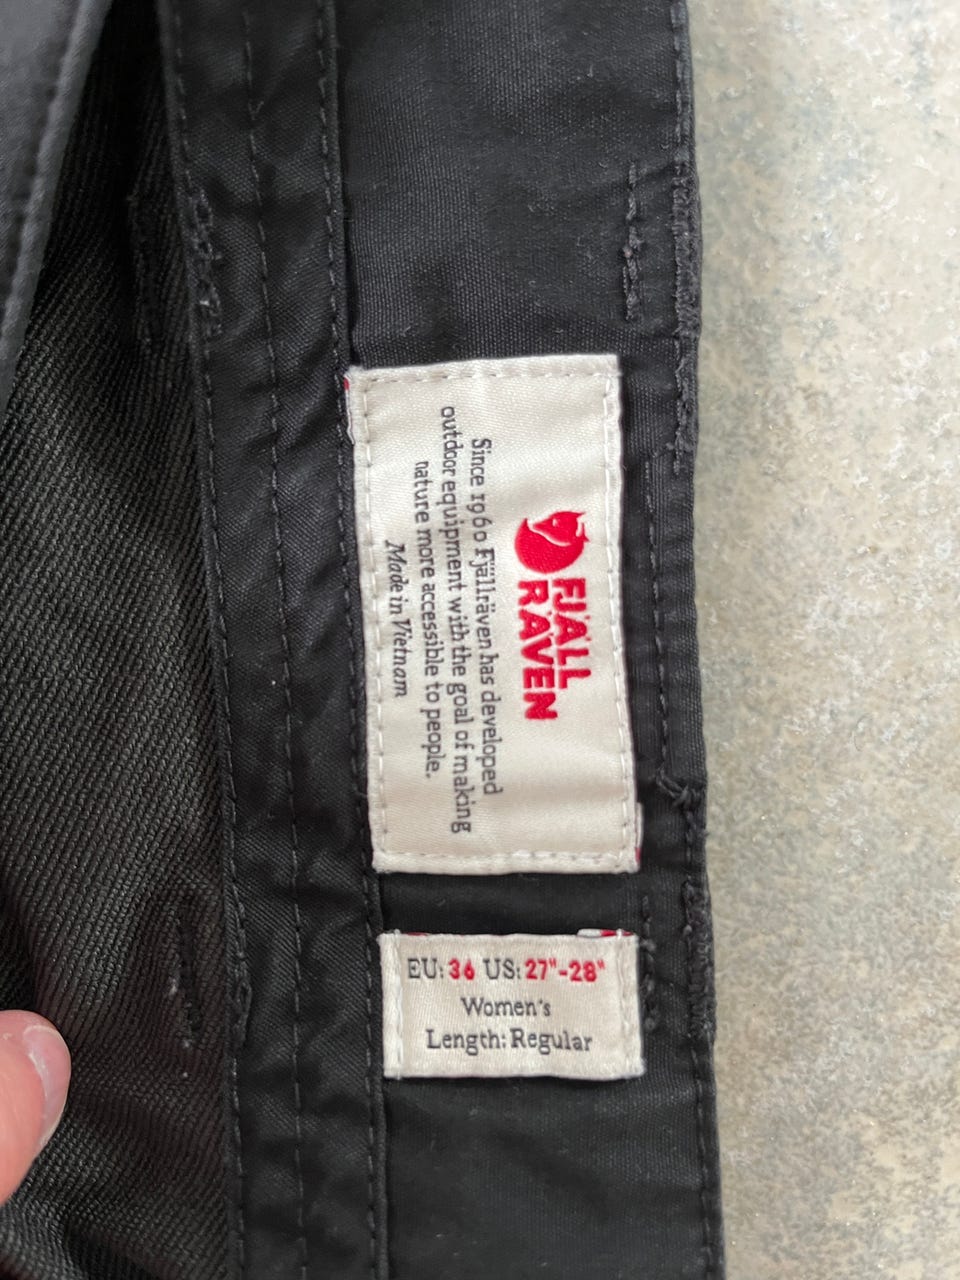 FJÄLL
RÄVEN
Since 1960 Fjällräven has developed
outdoor equipment with the goal of making
nature more accessible to people.
Made in Vietnam
EU: 36 US: 27"-28"
Women's
Length: Regular